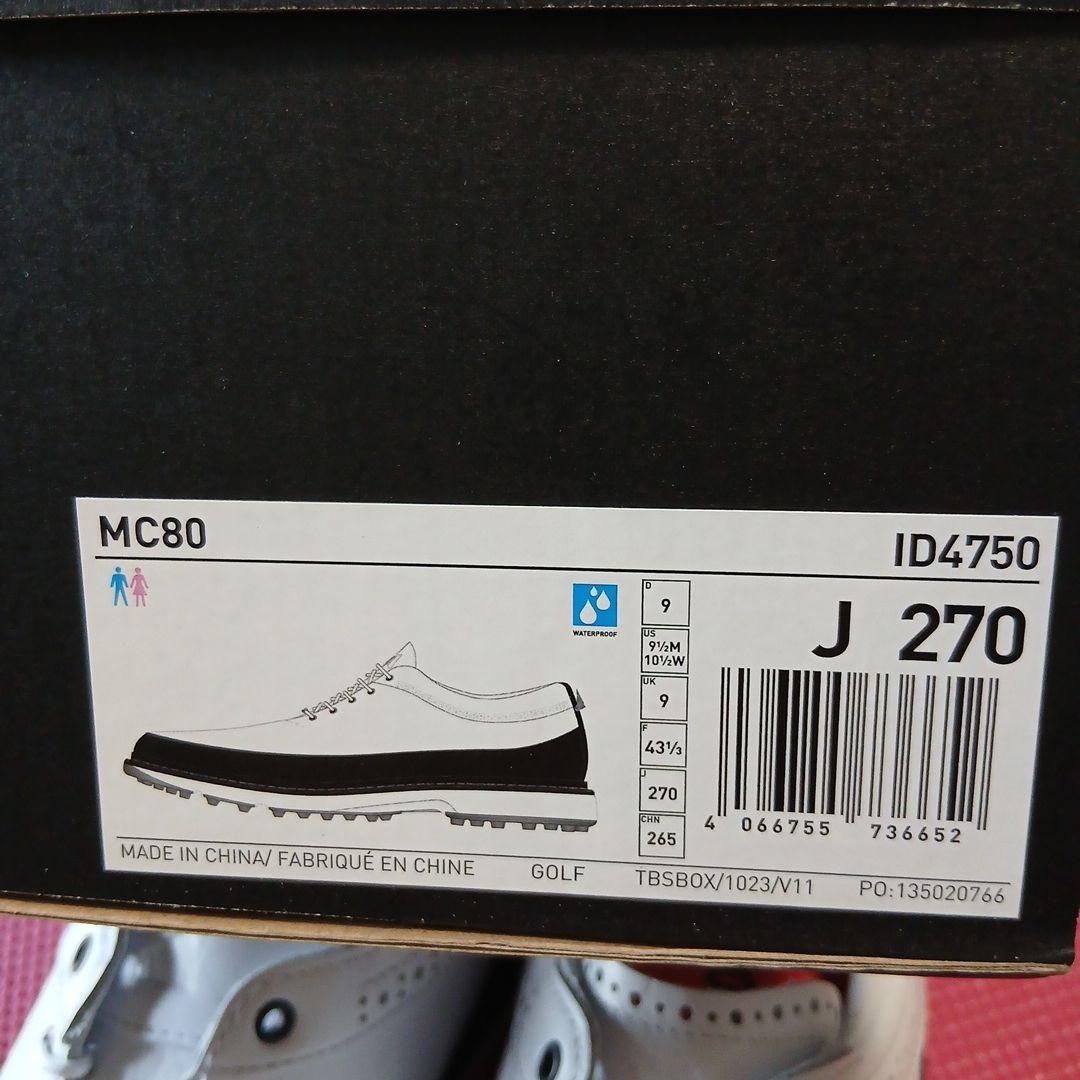 MC80
ID4750
WATERPROOF
J 270
D
9
US
9½M
10½W
UK
9
F
43⅓
J
270
CHN
265
4 066755 736652
MADE IN CHINA/ FABRIQUÉ EN CHINE
GOLF
TBSBOX/1023/V11
PO:135020766